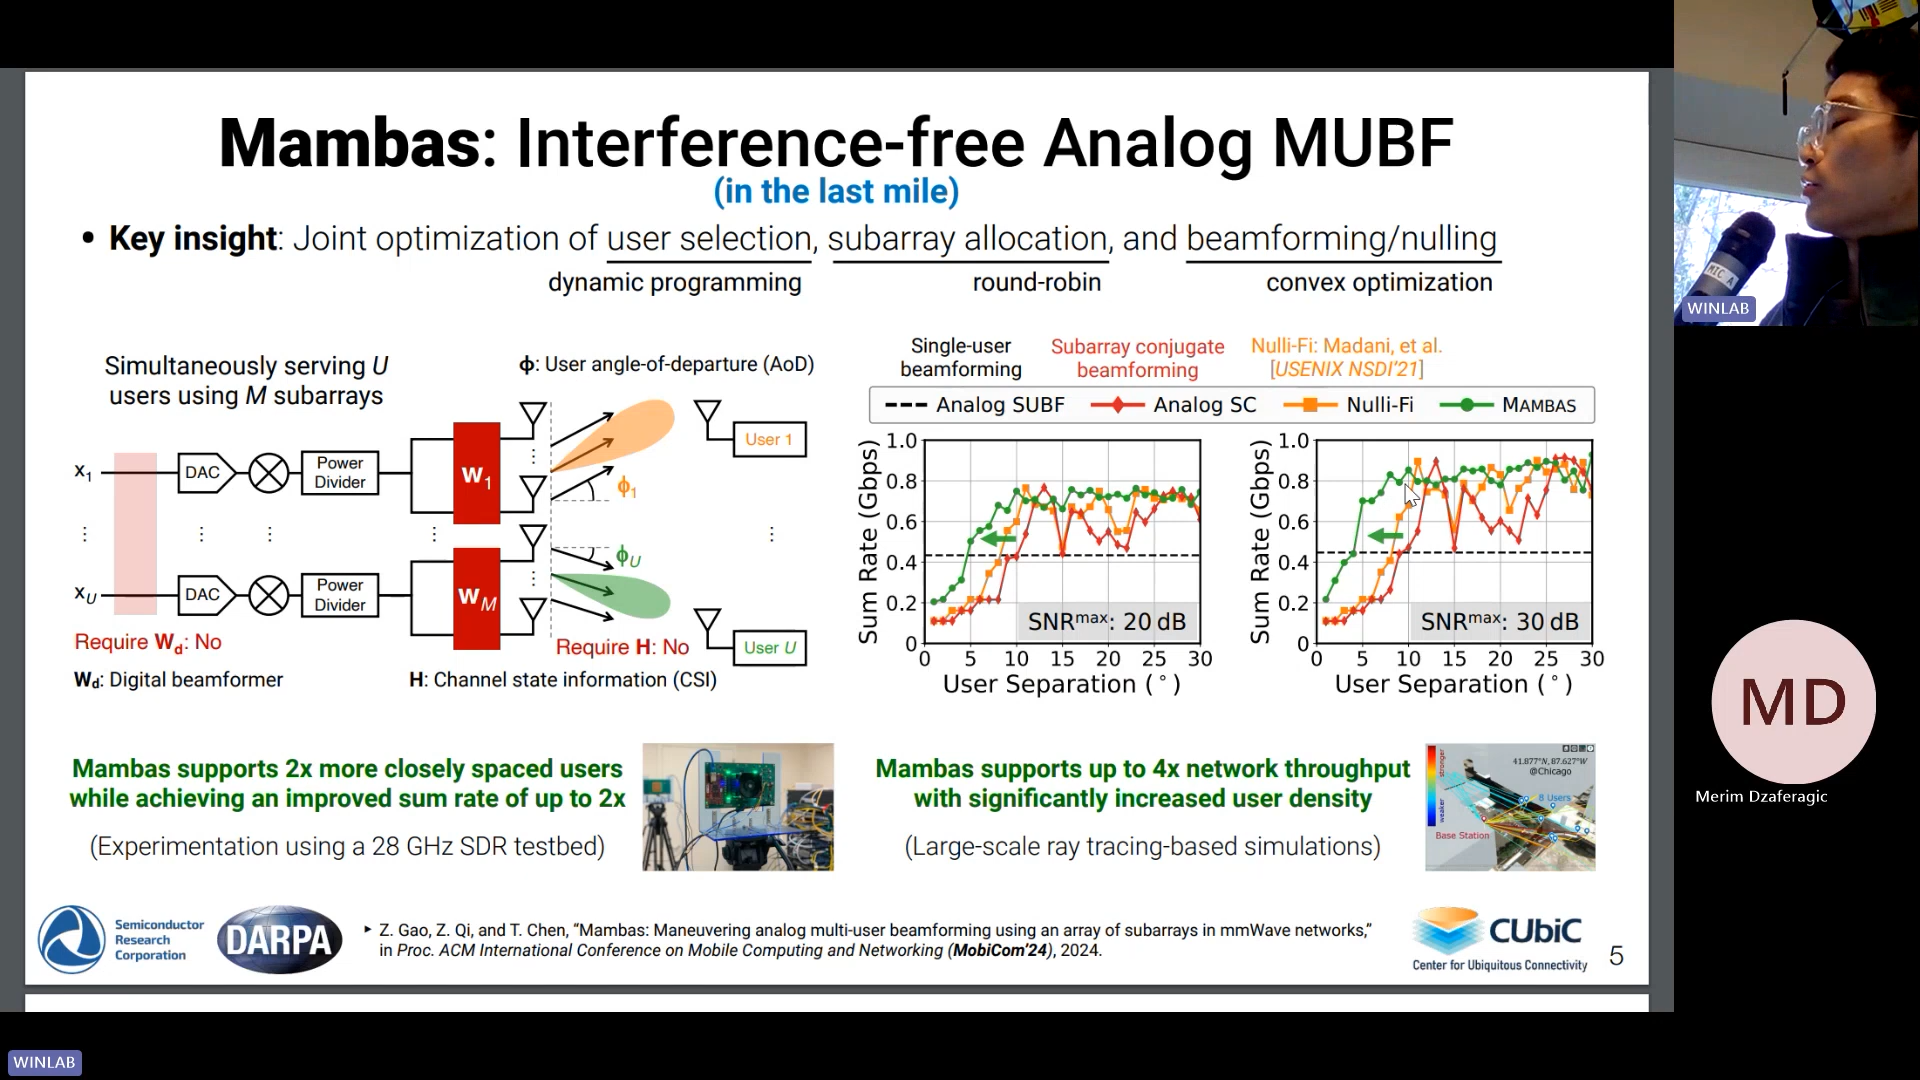 Mambas: Interference-free Analog MUBF
(in the last mile)
• Key insight: Joint optimization of user selection, subarray allocation, and beamforming/nulling
dynamic programming
round-robin
convex optimization
Simultaneously serving U
users using M subarrays
ϕ: User angle-of-departure (AoD)
x1
DAC
Power
Divider
W1
ϕ1
User 1
xU
DAC
Power
Divider
WM
ϕU
User U
Require Wd: No
Require H: No
Wd: Digital beamformer
H: Channel state information (CSI)
Single-user
beamforming
Subarray conjugate
beamforming
Nulli-Fi: Madani, et al.
[USENIX NSDI'21]
Analog SUBF
Analog SC
Nulli-Fi
MAMBAS
Sum Rate (Gbps)
1.0
0.8
0.6
0.4
0.2
0
SNRmax: 20 dB
0 5 10 15 20 25 30
User Separation (°)
Sum Rate (Gbps)
1.0
0.8
0.6
0.4
0.2
0
SNRmax: 30 dB
0 5 10 15 20 25 30
User Separation (°)
Mambas supports 2x more closely spaced users
while achieving an improved sum rate of up to 2x
(Experimentation using a 28 GHz SDR testbed)
Mambas supports up to 4x network throughput
with significantly increased user density
(Large-scale ray tracing-based simulations)
stronger
weaker
41.877°N, 87.627°W
@Chicago
8 Users
Base Station
Semiconductor
Research
Corporation
DARPA
‣ Z. Gao, Z. Qi, and T. Chen, “Mambas: Maneuvering analog multi-user beamforming using an array of subarrays in mmWave networks,”
in Proc. ACM International Conference on Mobile Computing and Networking (MobiCom'24), 2024.
CUbiC
Center for Ubiquitous Connectivity
5
MIC A
WINLAB
MD
Merim Dzaferagic
WINLAB